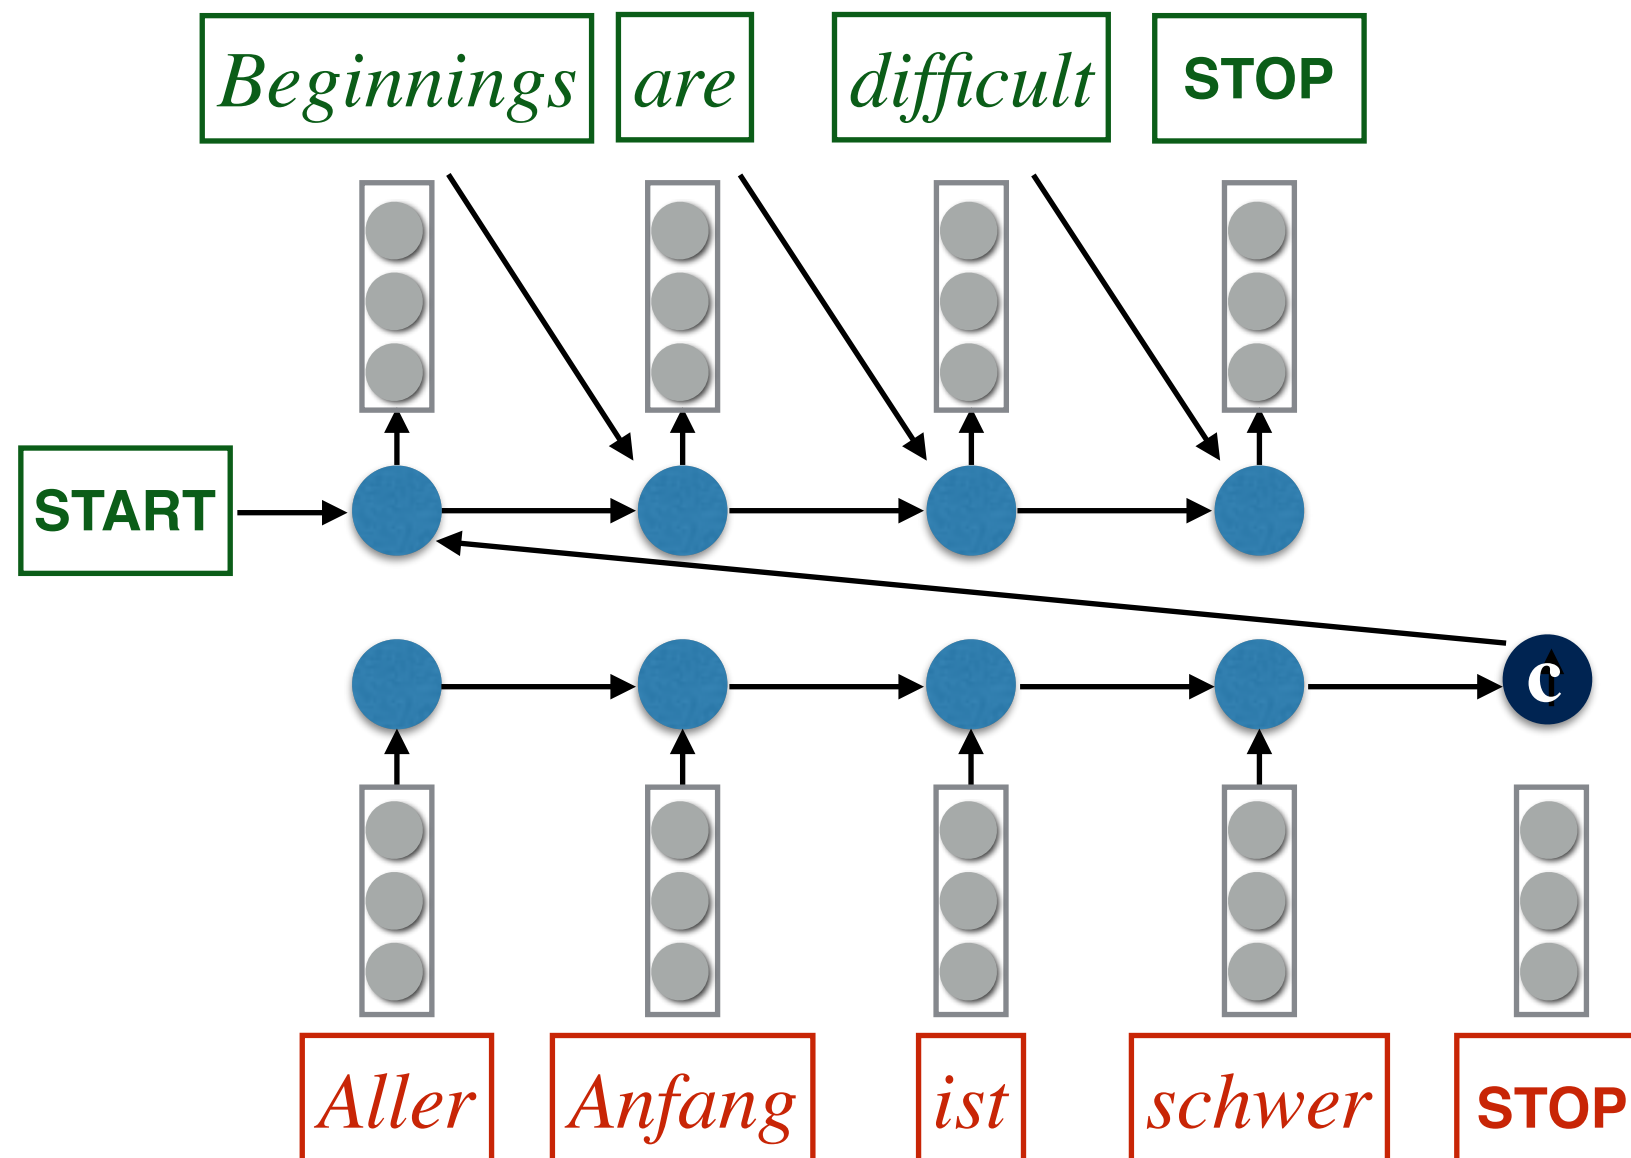 Beginnings are difficult STOP
START
c
Aller Anfang ist schwer STOP